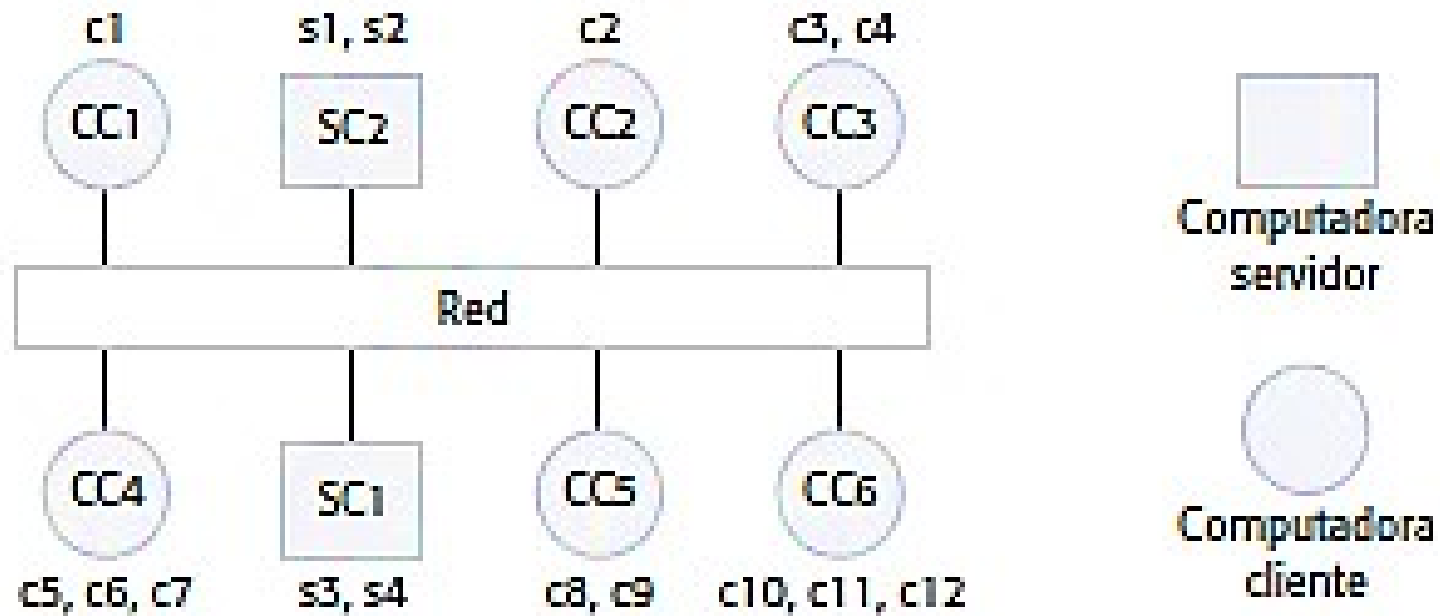 c1
s1, s2
c2
c3, c4
CC1
SC2
CC2
CC3
Computadora
servidor
Red
CC4
SC1
CC5
CC6
Computadora
cliente
c5, c6, c7
s3, s4
c8, c9
c10, c11, c12